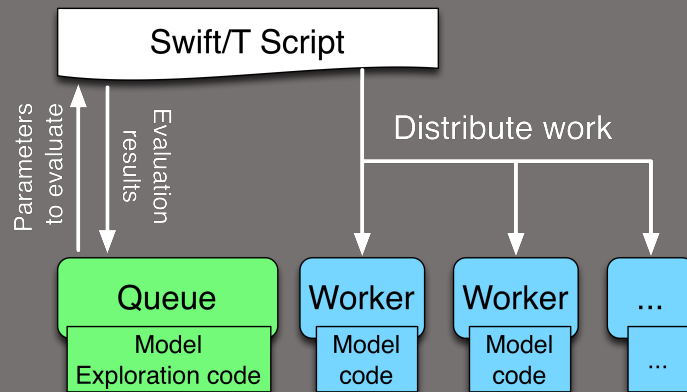 Swift/T Script
Parameters
to evaluate
Evaluation
results
Distribute work
Queue
Model
Exploration code
Worker
Model
code
Worker
Model
code
...
...